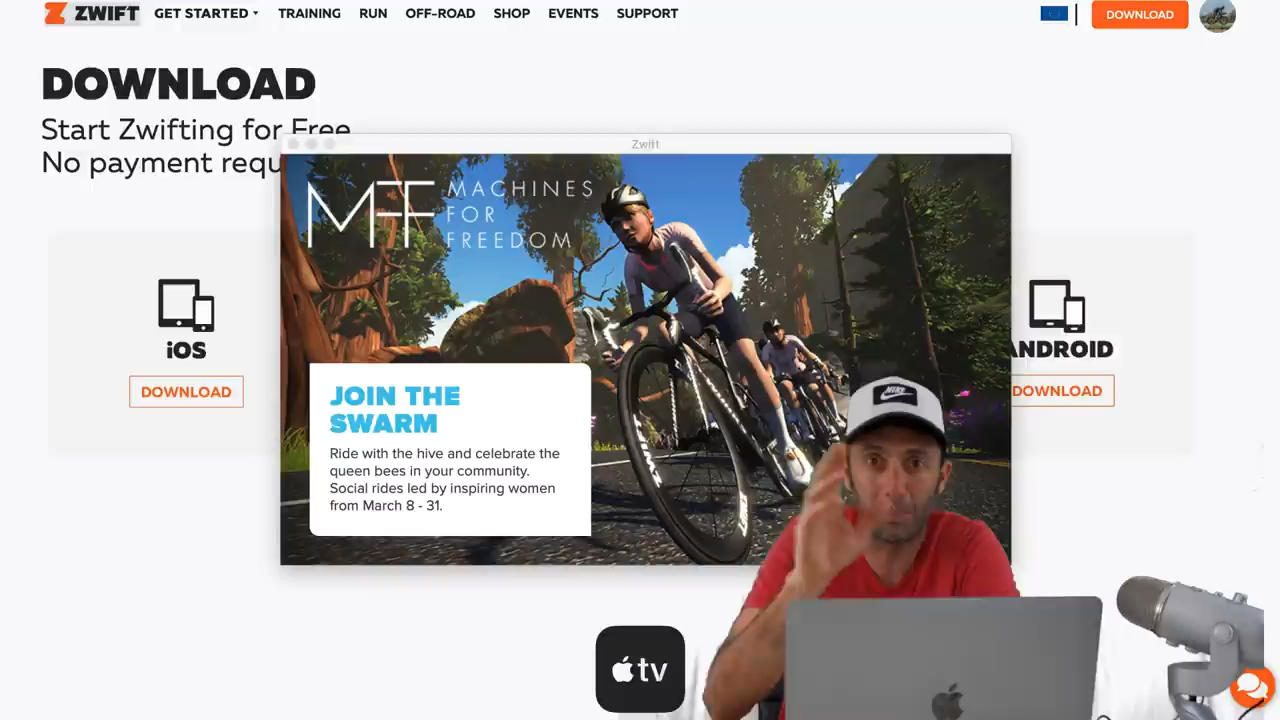 ZWIFT GET STARTED TRAINING RUN OFF-ROAD SHOP EVENTS SUPPORT DOWNLOAD
DOWNLOAD
Start Zwifting for Free
No payment requ
Zwift
MFF MACHINES
FOR
FREEDOM
iOS
DOWNLOAD
JOIN THE
SWARM
Ride with the hive and celebrate the
queen bees in your community.
Social rides led by inspiring women
from March 8 - 31.
ANDROID
DOWNLOAD
NIKE
tv